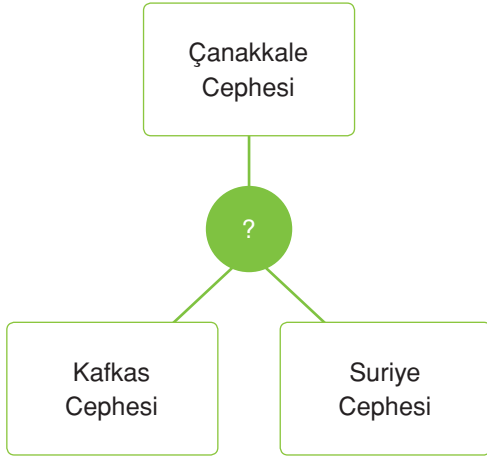 Çanakkale
Cephesi
?
Kafkas
Cephesi
Suriye
Cephesi